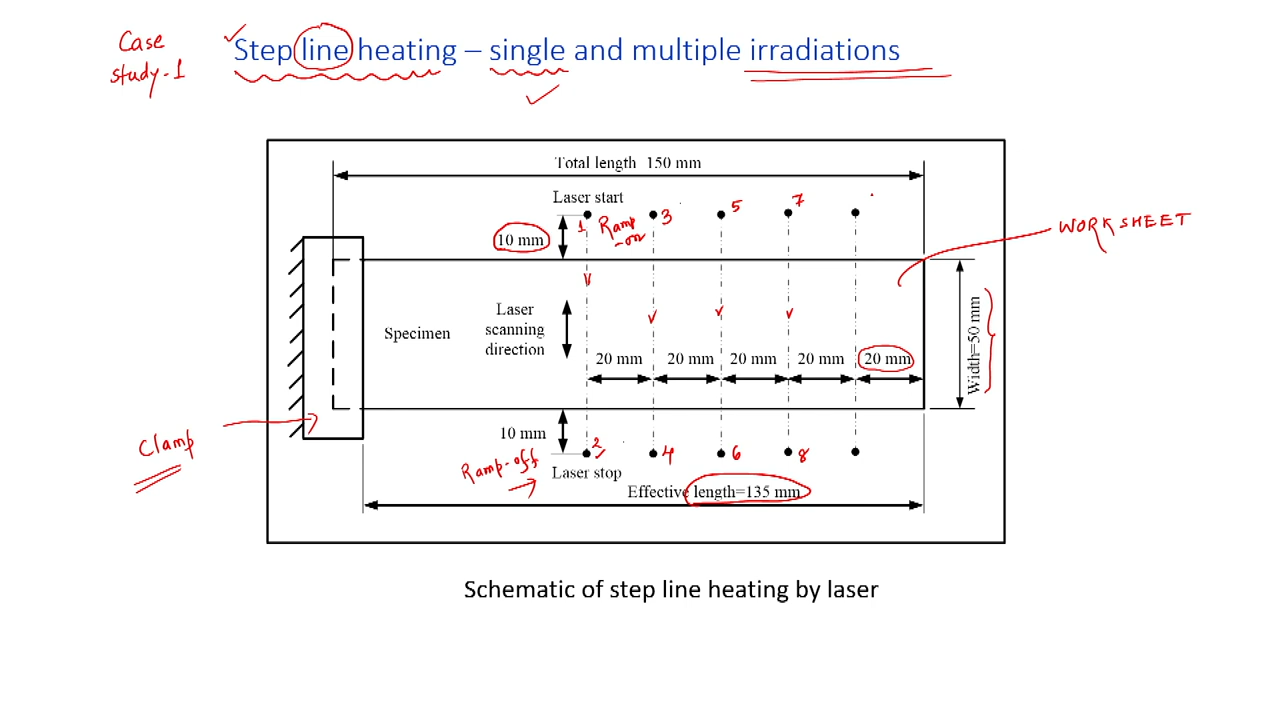 Case
study-1
Step line heating – single and multiple irradiations
Total length 150 mm
Laser start
1 3 5 7
Ramp
-on
10 mm
WORKSHEET
Specimen
Laser
scanning
direction
20 mm 20 mm 20 mm 20 mm 20 mm
Width=50 mm
Clamp
10 mm
2 4 6 8
Ramp-off
Laser stop
Effective length=135 mm
Schematic of step line heating by laser